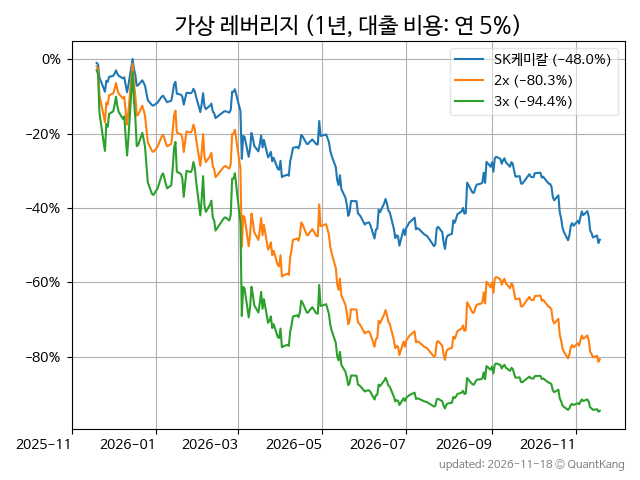 가상 레버리지 (1년, 대출 비용: 연 5%)
SK케미칼 (−48.0%)
2x (−80.3%)
3x (−94.4%)
0%
−20%
−40%
−60%
−80%
2025-11 2026-01 2026-03 2026-05 2026-07 2026-09 2026-11
updated: 2026-11-18 © QuantKang